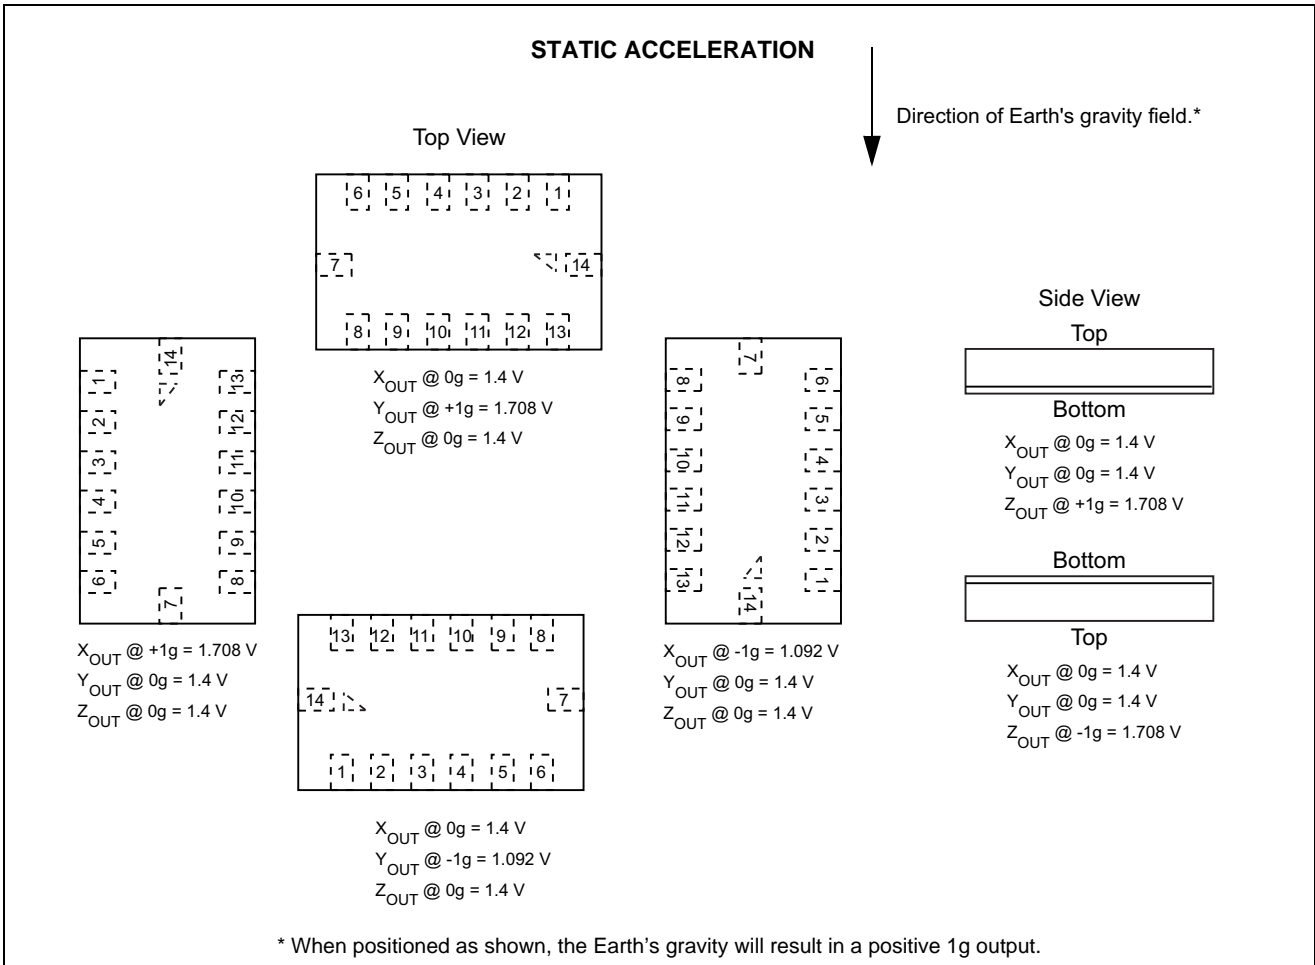 STATIC ACCELERATION
Direction of Earth's gravity field.*
Top View
6 5 4 3 2 1
7 14
8 9 10 11 12 13
XOUT @ 0g = 1.4 V
YOUT @ +1g = 1.708 V
ZOUT @ 0g = 1.4 V
14
1 13
2 12
3 11
4 10
5 9
6 8
7
XOUT @ +1g = 1.708 V
YOUT @ 0g = 1.4 V
ZOUT @ 0g = 1.4 V
13 12 11 10 9 8
14 7
1 2 3 4 5 6
XOUT @ 0g = 1.4 V
YOUT @ -1g = 1.092 V
ZOUT @ 0g = 1.4 V
7
8 6
9 5
10 4
11 3
12 2
13 1
14
XOUT @ -1g = 1.092 V
YOUT @ 0g = 1.4 V
ZOUT @ 0g = 1.4 V
Side View
Top
Bottom
XOUT @ 0g = 1.4 V
YOUT @ 0g = 1.4 V
ZOUT @ +1g = 1.708 V
Bottom
Top
XOUT @ 0g = 1.4 V
YOUT @ 0g = 1.4 V
ZOUT @ -1g = 1.708 V
* When positioned as shown, the Earth’s gravity will result in a positive 1g output.